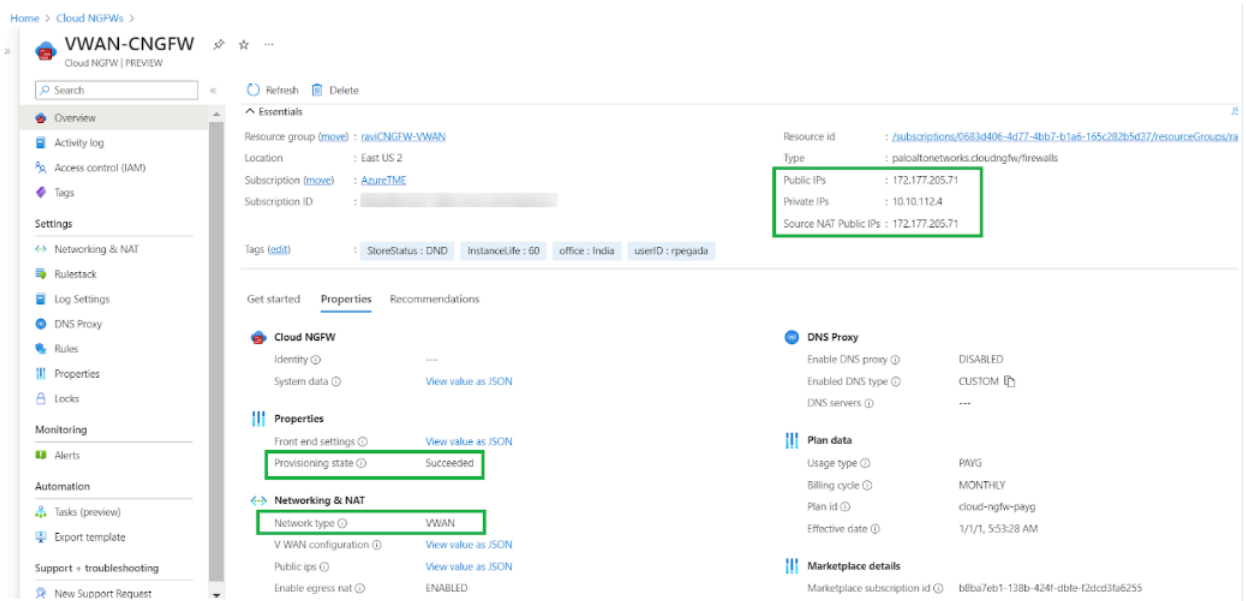 Home > Cloud NGFWs >
VWAN-CNGFW
Cloud NGFW | PREVIEW
Search
Overview
Activity log
Access control (IAM)
Tags
Settings
Networking & NAT
Rulestack
Log Settings
DNS Proxy
Rules
Properties
Locks
Monitoring
Alerts
Automation
Tasks (preview)
Export template
Support + troubleshooting
New Support Request
Refresh Delete
Essentials
Resource group (move) : raviCNGFW-VWAN
Location : East US 2
Subscription (move) : AzureTME
Subscription ID :
Resource id : /subscriptions/0683d406-4d77-4bb7-b1a6-165c282b5d37/resourceGroups/ra
Type : paloaltonetworks.cloudngfw/firewalls
Public IPs : 172.177.205.71
Private IPs : 10.10.112.4
Source NAT Public IPs : 172.177.205.71
Tags (edit) : StoreStatus : DND InstanceLife : 60 office : India userID : rpegada
Get started Properties Recommendations
Cloud NGFW
Identity ---
System data View value as JSON
Properties
Front end settings View value as JSON
Provisioning state Succeeded
Networking & NAT
Network type VWAN
V WAN configuration View value as JSON
Public ips View value as JSON
Enable egress nat ENABLED
DNS Proxy
Enable DNS proxy DISABLED
Enabled DNS type CUSTOM
DNS servers ---
Plan data
Usage type PAYG
Billing cycle MONTHLY
Plan id cloud-ngfw-payg
Effective date 1/1/1, 5:53:28 AM
Marketplace details
Marketplace subscription id b8ba7eb1-138b-424f-dbfe-f2dcd3fa6255